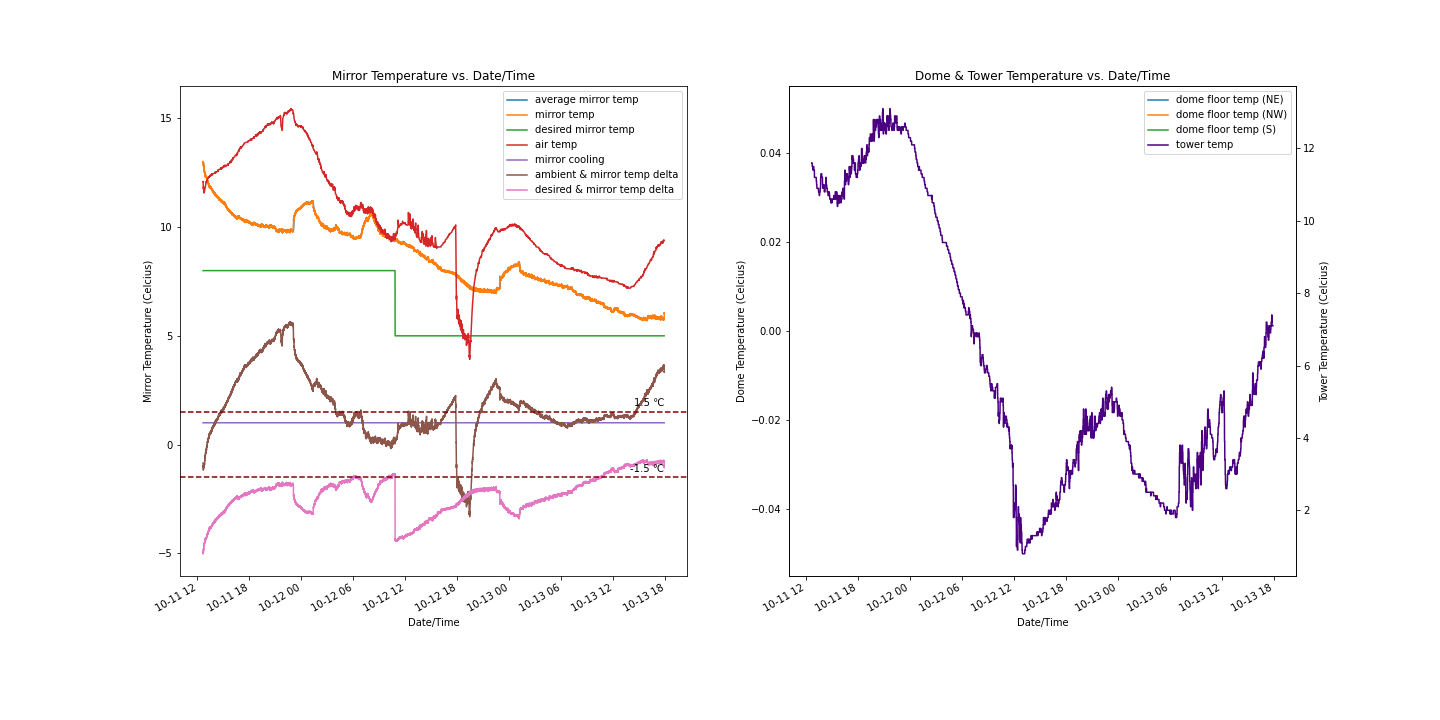 Mirror Temperature vs. Date/Time
average mirror temp
mirror temp
desired mirror temp
air temp
mirror cooling
ambient & mirror temp delta
desired & mirror temp delta
15
10
5
0
−5
Mirror Temperature (Celcius)
1.5 °C
-1.5 °C
10-11 12
10-11 18
10-12 00
10-12 06
10-12 12
10-12 18
10-13 00
10-13 06
10-13 12
10-13 18
Date/Time
Dome & Tower Temperature vs. Date/Time
dome floor temp (NE)
dome floor temp (NW)
dome floor temp (S)
tower temp
0.04
0.02
0.00
−0.02
−0.04
Dome Temperature (Celcius)
12
10
8
6
4
2
Tower Temperature (Celcius)
10-11 12
10-11 18
10-12 00
10-12 06
10-12 12
10-12 18
10-13 00
10-13 06
10-13 12
10-13 18
Date/Time